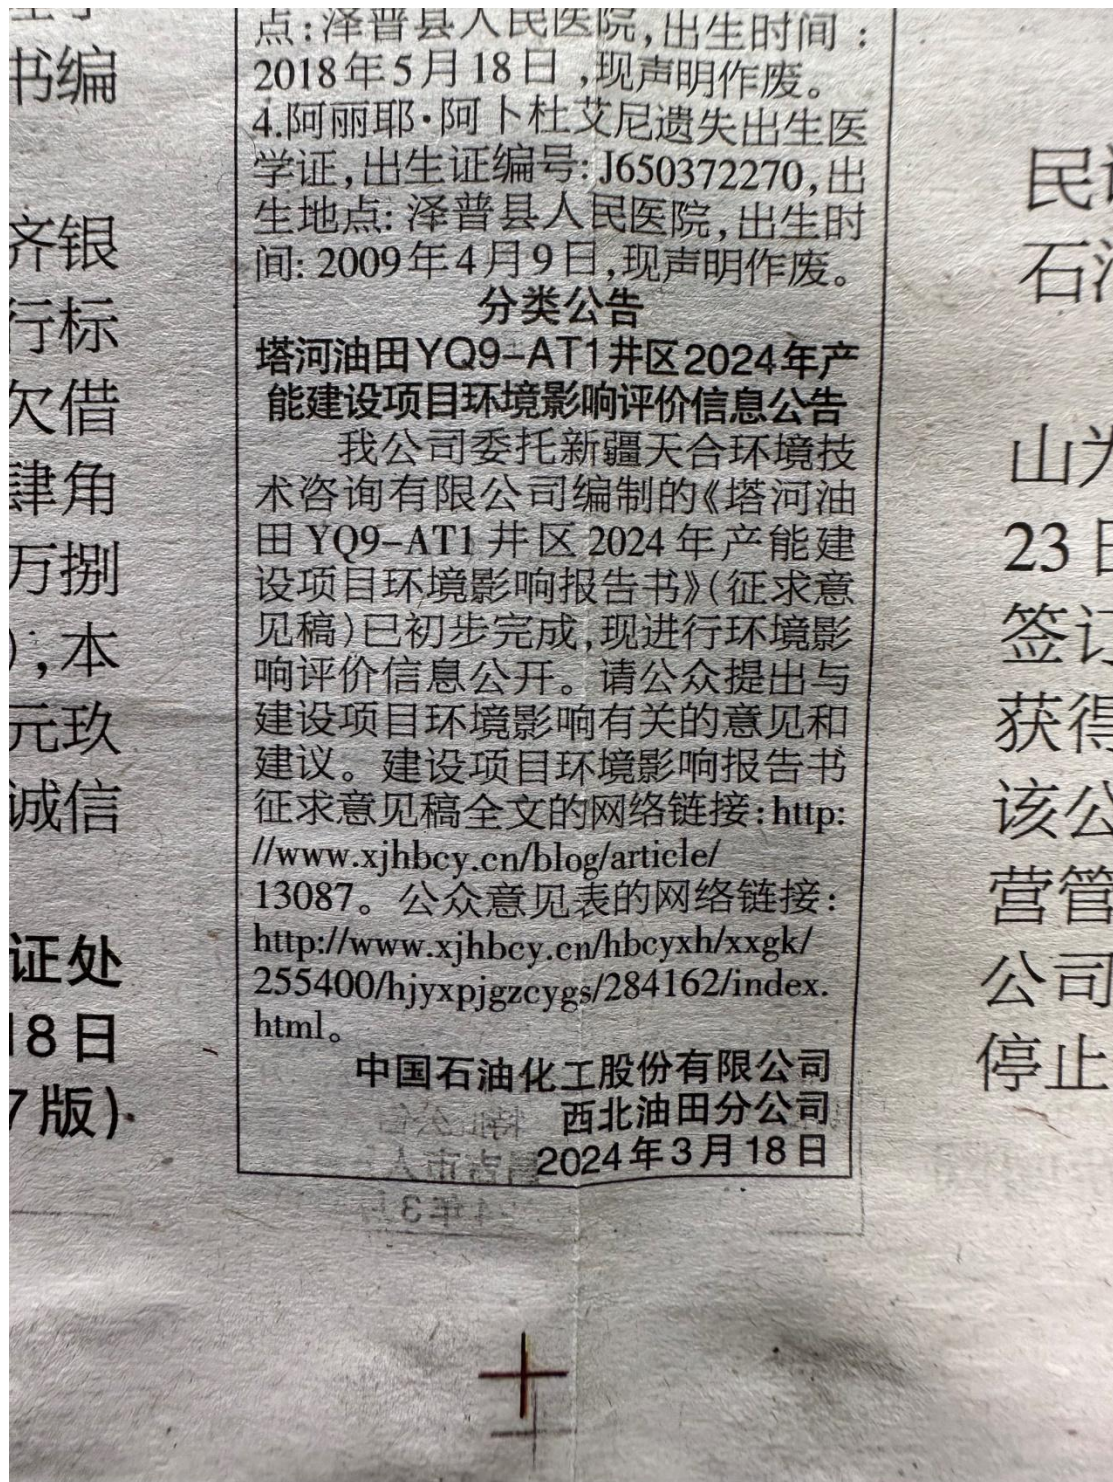 书编
齐银
行标
欠借
肆角
万捌
),本
元玖
诚信
证处
18日
7版)
点:泽普县人民医院,出生时间:
2018年5月18日,现声明作废。
4.阿丽耶·阿卜杜艾尼遗失出生医
学证,出生证编号:J650372270,出
生地点:泽普县人民医院,出生时
间:2009年4月9日,现声明作废。
分类公告
塔河油田YQ9-AT1井区2024年产
能建设项目环境影响评价信息公告
我公司委托新疆天合环境技
术咨询有限公司编制的《塔河油
田YQ9-AT1井区2024年产能建
设项目环境影响报告书》(征求意
见稿)已初步完成,现进行环境影
响评价信息公开。请公众提出与
建设项目环境影响有关的意见和
建议。建设项目环境影响报告书
征求意见稿全文的网络链接:http:
//www.xjhbcy.cn/blog/article/
13087。公众意见表的网络链接:
http://www.xjhbcy.cn/hbcyxh/xxgk/
255400/hjyxpjgzcygs/284162/index.
html。
中国石油化工股份有限公司
西北油田分公司
2024年3月18日
民
石
山
23日
签订
获得
该公
营管
公司
停止